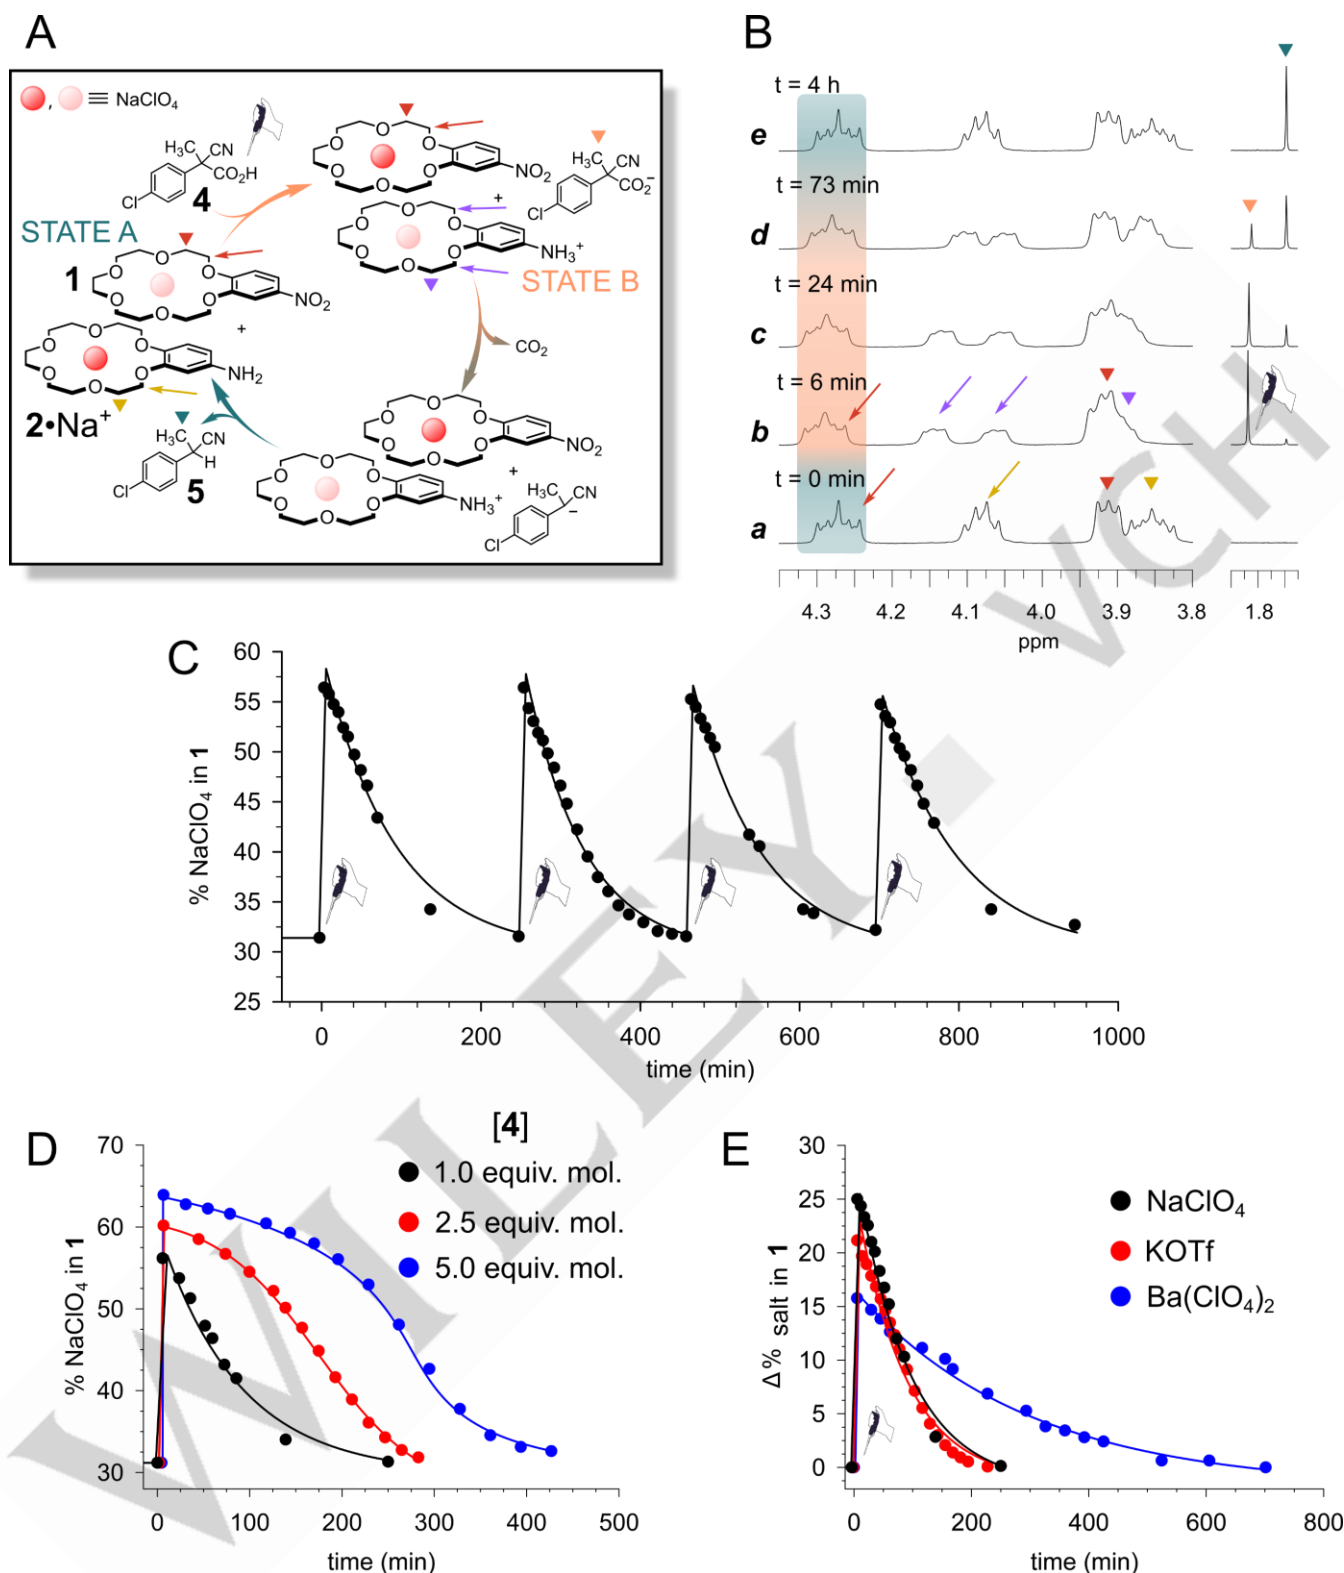 A
, ≡ NaClO4
H3C CN
CO2H
Cl
4
STATE A
O O O O O O
NO2
+
H3C CN
CO2−
Cl
O O O O O O
NH3+
STATE B
1
O O O O O O
NO2
+
O O O O O O
NH2
2•Na+
CO2
H3C CN
H
Cl
5
O O O O O O
NO2
+
O O O O O O
NH3+
+
H3C CN
−
Cl
B
t = 4 h
e
t = 73 min
d
t = 24 min
c
t = 6 min
b
t = 0 min
a
4.3 4.2 4.1 4.0 3.9 3.8 1.8
ppm
C
% NaClO4 in 1
60
55
50
45
40
35
30
25
0 200 400 600 800 1000
time (min)
D
% NaClO4 in 1
70
60
50
40
30
[4]
1.0 equiv. mol.
2.5 equiv. mol.
5.0 equiv. mol.
0 100 200 300 400 500
time (min)
E
Δ% salt in 1
30
25
20
15
10
5
0
NaClO4
KOTf
Ba(ClO4)2
0 200 400 600 800
time (min)
WILEY-VCH